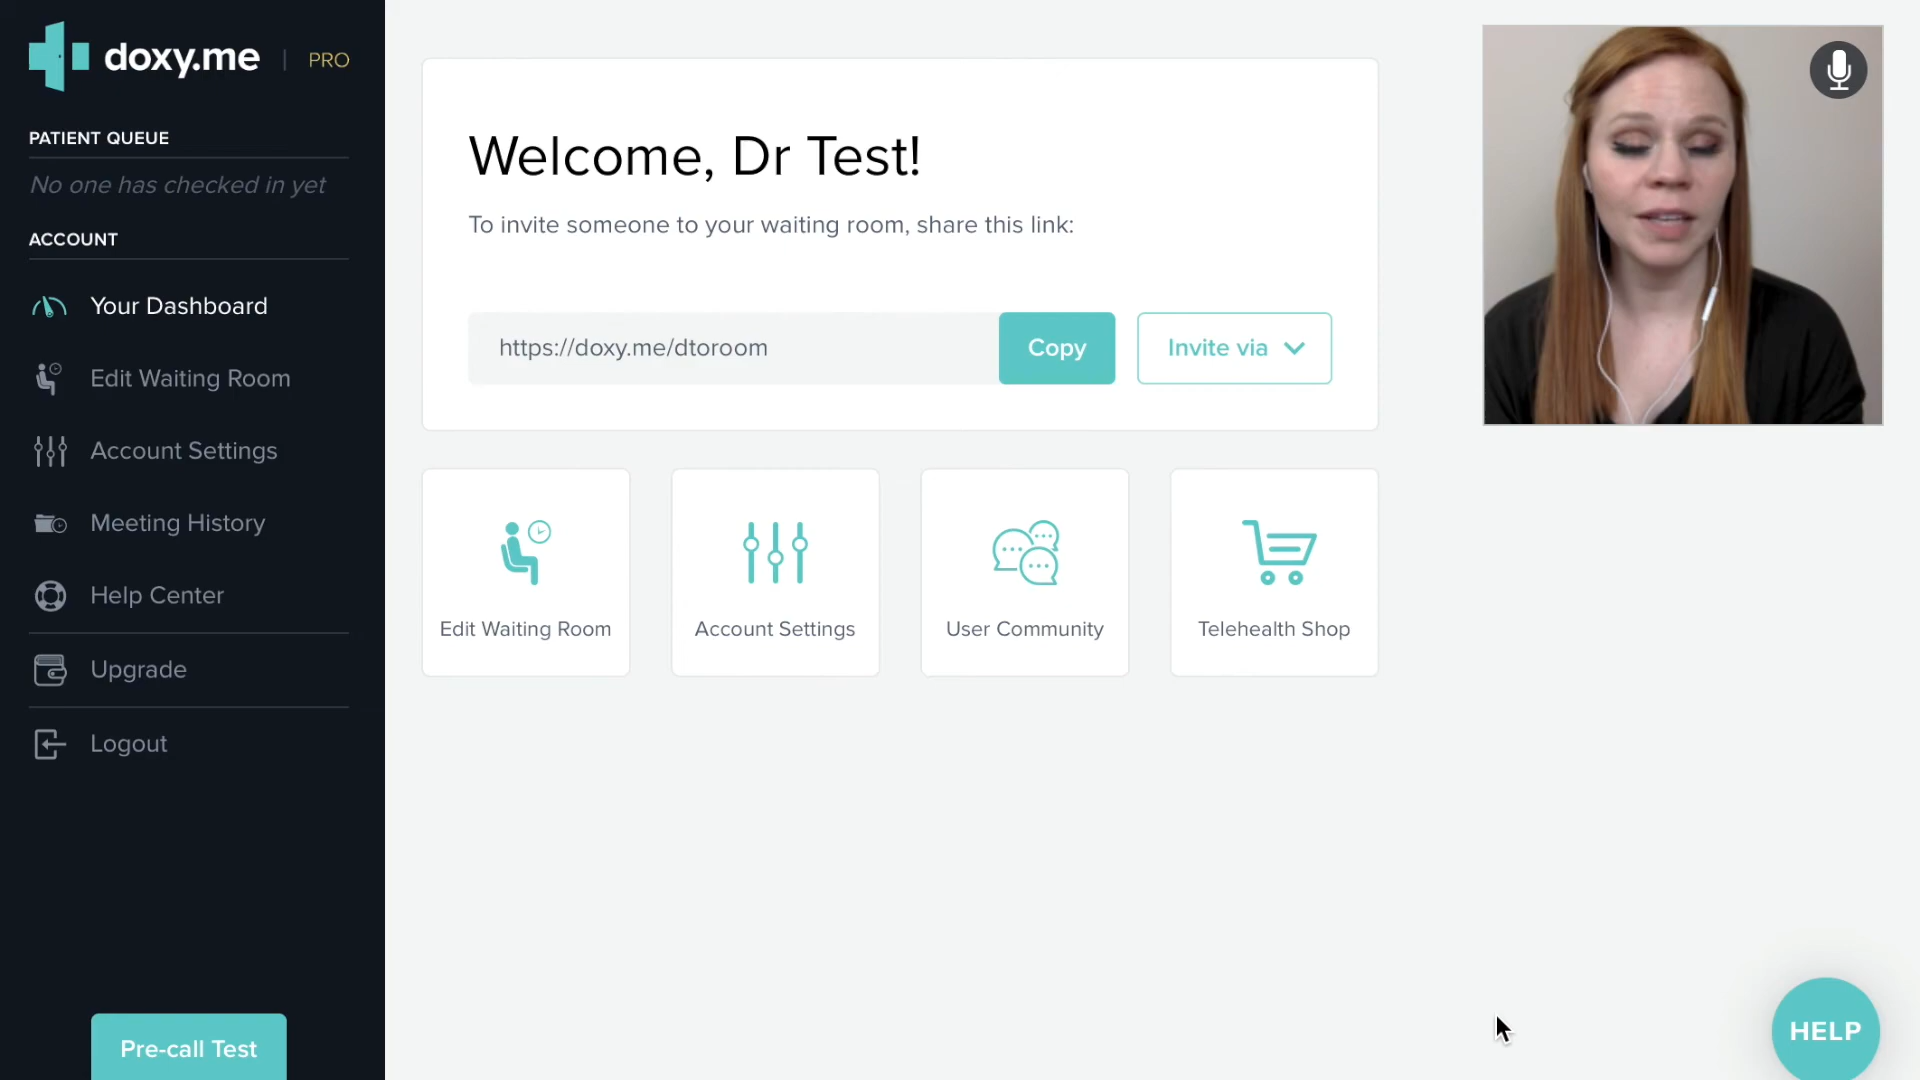 doxy.me | PRO
PATIENT QUEUE
No one has checked in yet
ACCOUNT
Your Dashboard
Edit Waiting Room
Account Settings
Meeting History
Help Center
Upgrade
Logout
Pre-call Test
Welcome, Dr Test!
To invite someone to your waiting room, share this link:
https://doxy.me/dtoroom
Copy
Invite via
Edit Waiting Room
Account Settings
User Community
Telehealth Shop
HELP